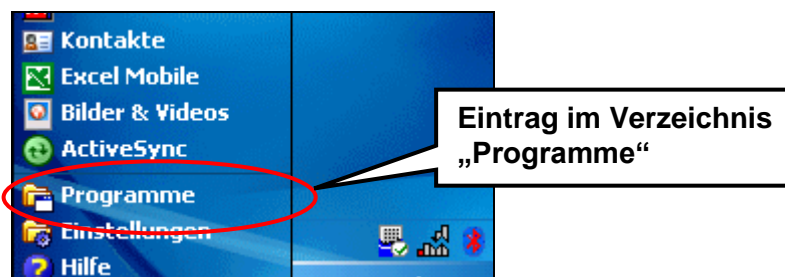 Kontakte
Excel Mobile
Bilder & Videos
ActiveSync
Programme
Einstellungen
Hilfe
Eintrag im Verzeichnis
„Programme“